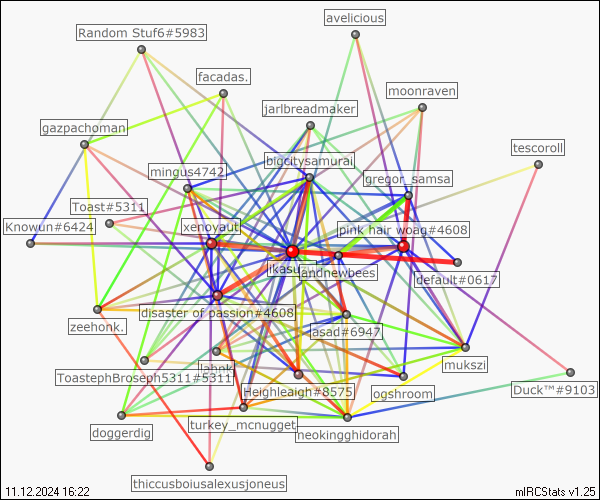 avelicious
Random Stuf6#5983
facadas.
moonraven
jarlbreadmaker
gazpachoman
tescoroll
bigcitysamurai
mingus4742
gregor_samsa
Toast#5311
Knowun#6424
xenoyaut
pink hair woag#4608
andnewbees
default#0617
disaster of passion#4608
zeehonk.
asad#6947
lahnk
mukszi
ToastephBroseph5311#5311
Heighleaigh#8575
ogshroom
Duck™#9103
turkey_mcnugget
doggerdig
neokingghidorah
thiccusboiusalexusjoneus
11.12.2024 16:22
mIRCStats v1.25